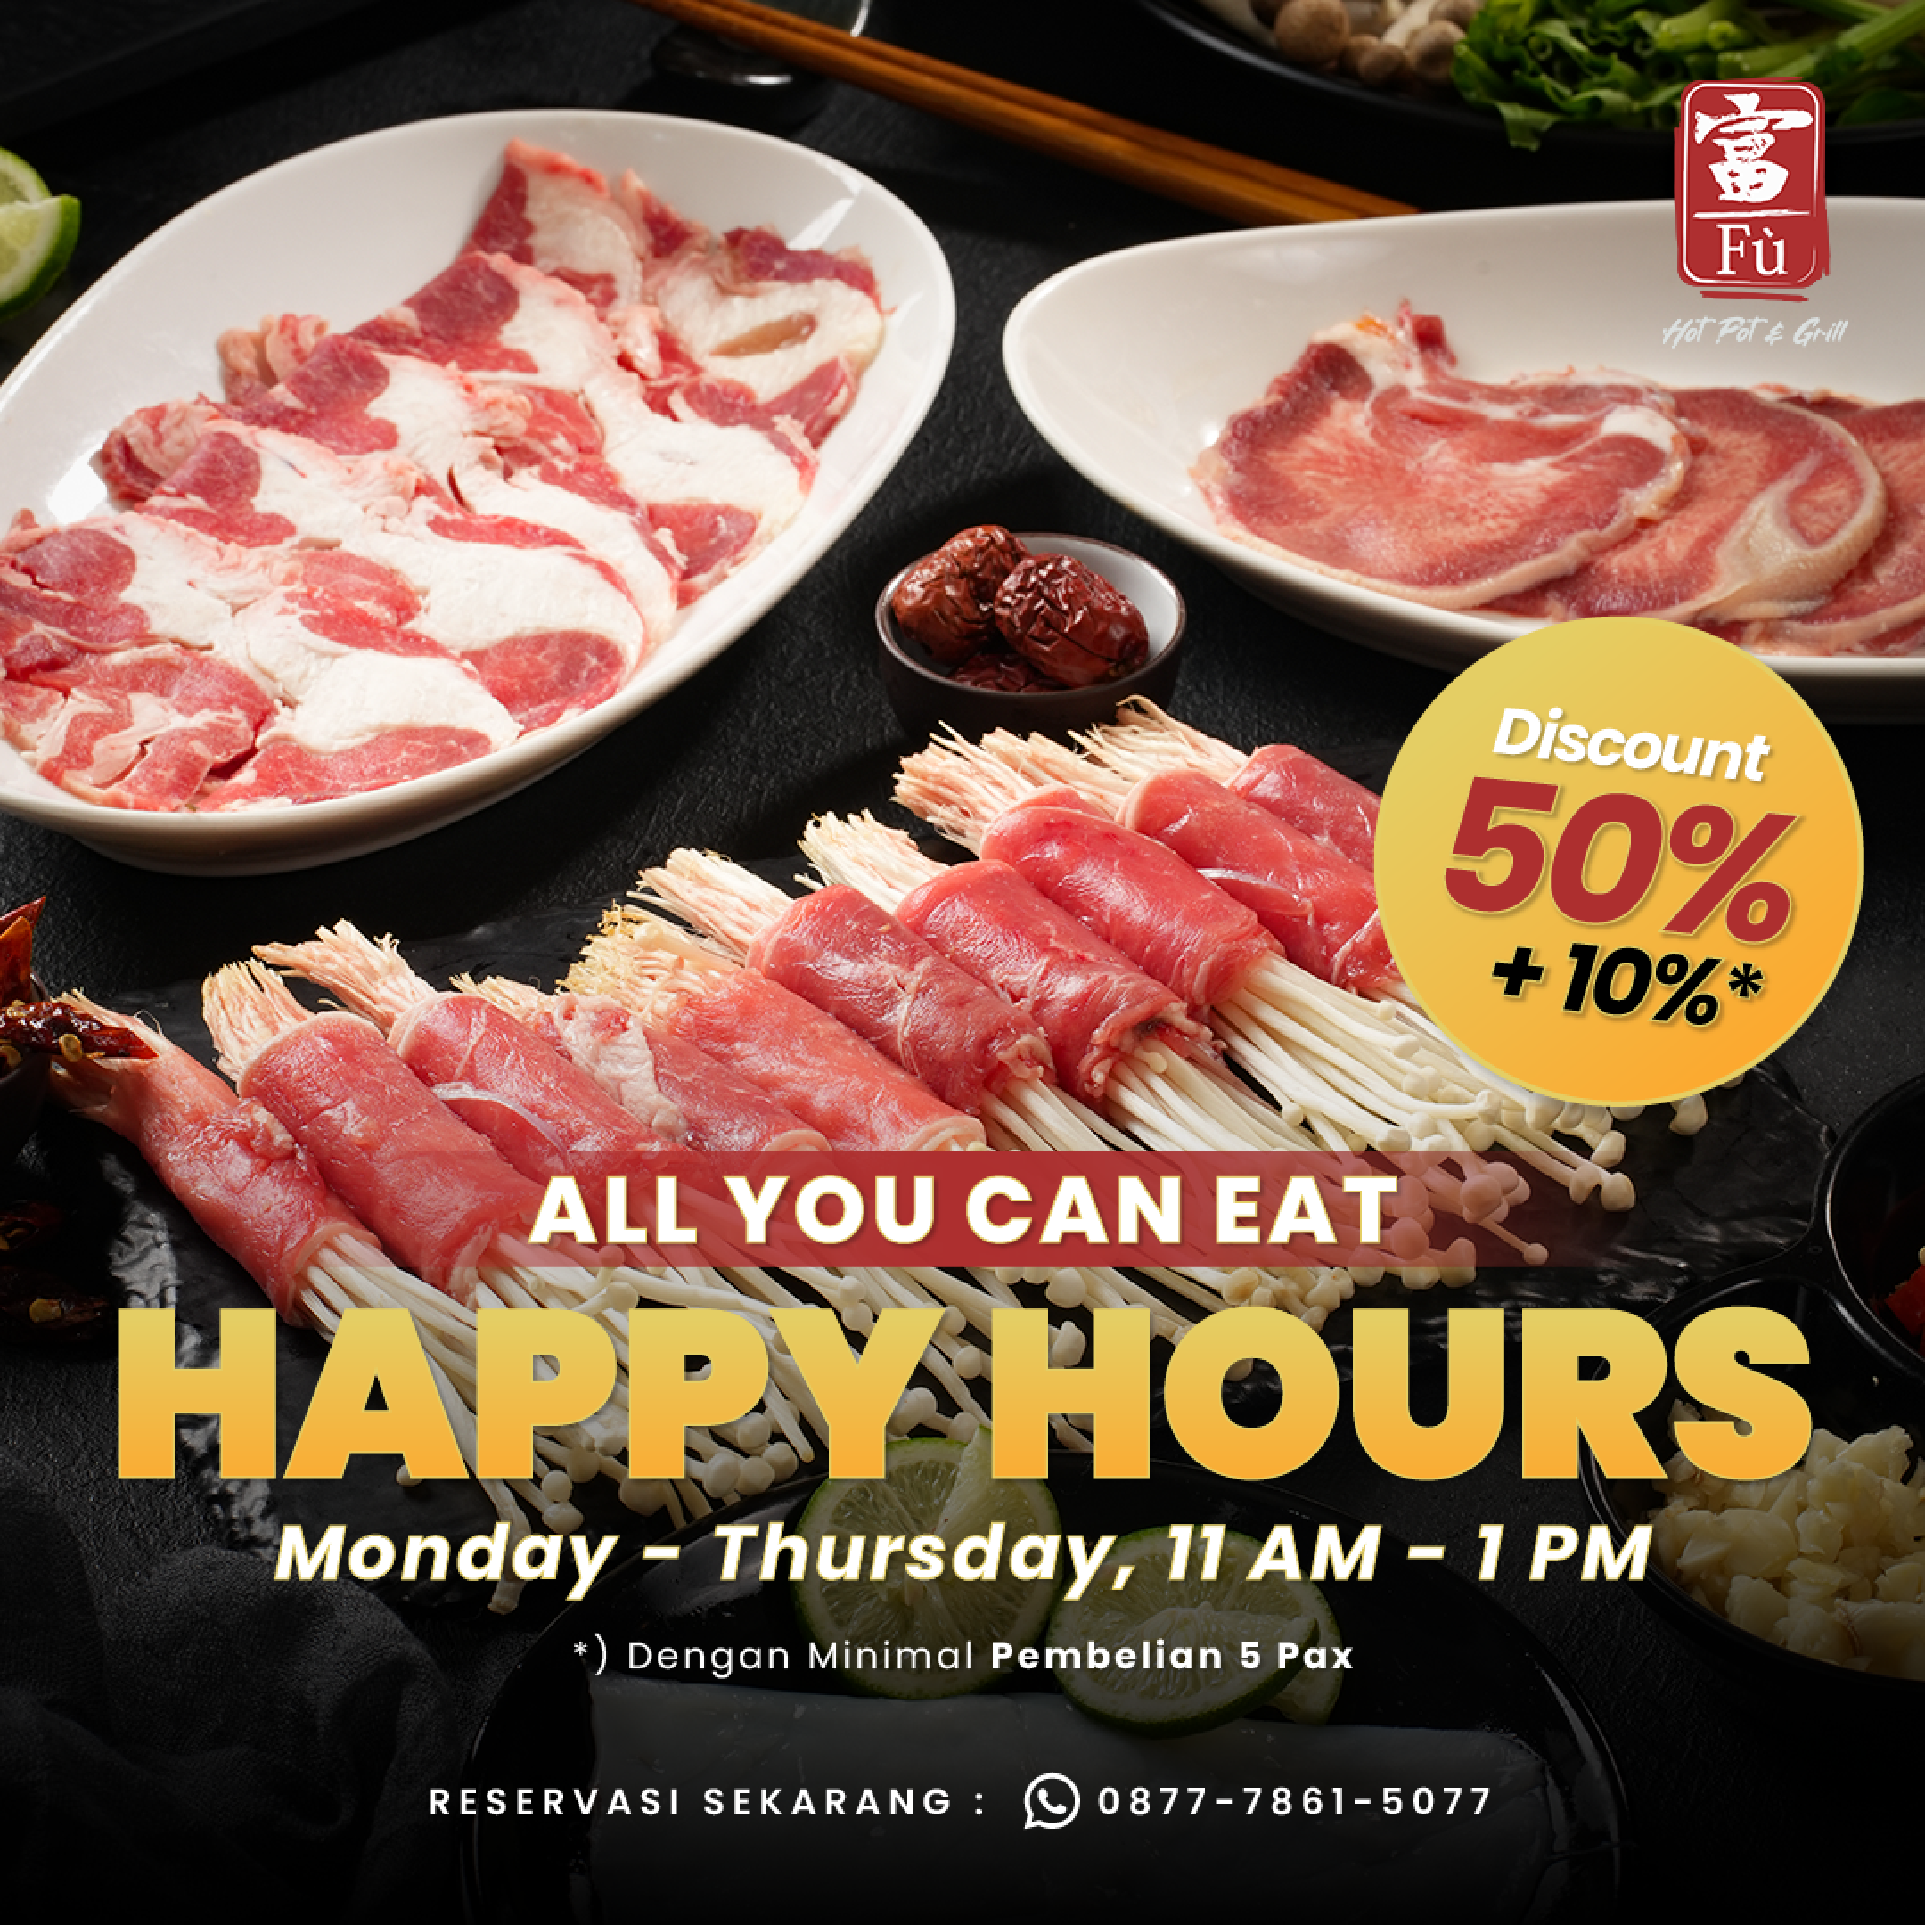 富
Fù
Hot Pot & Grill
Discount
50%
+ 10%*
ALL YOU CAN EAT
HAPPY HOURS
Monday - Thursday, 11 AM - 1 PM
*) Dengan Minimal Pembelian 5 Pax
RESERVASI SEKARANG : 0877-7861-5077